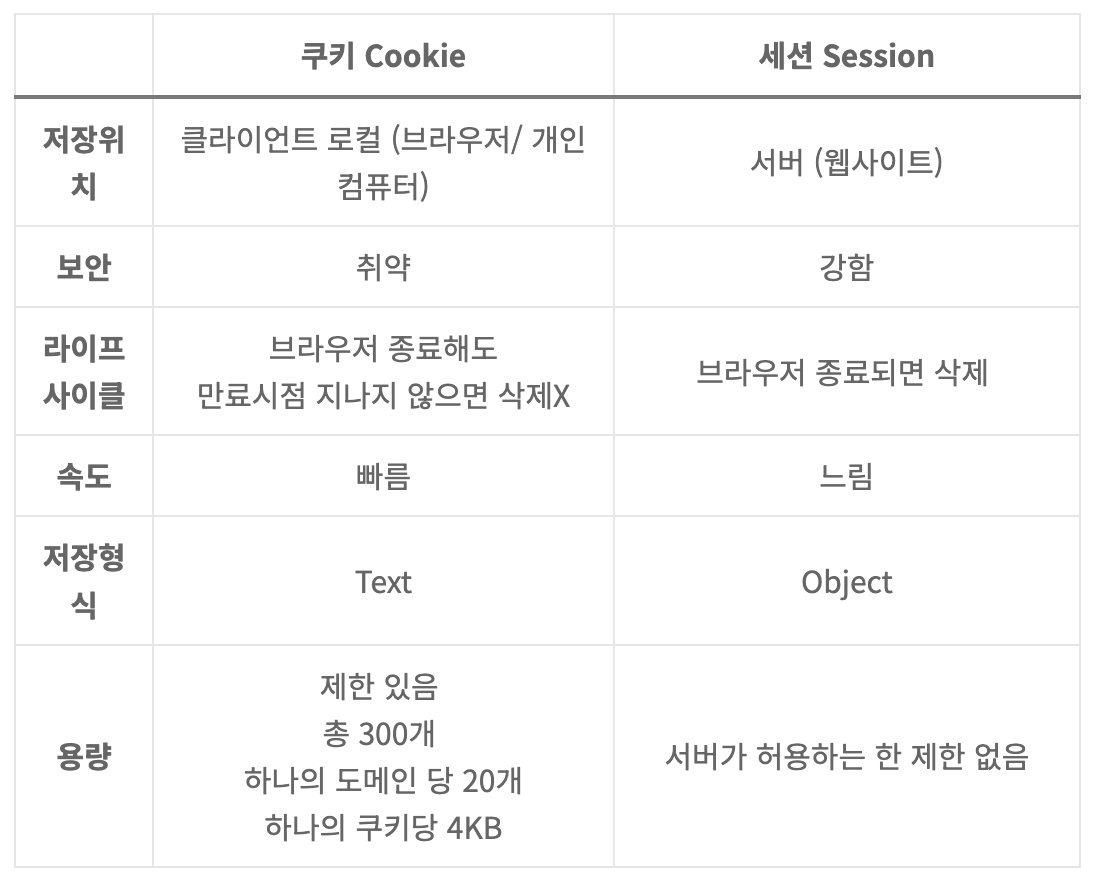 쿠키 Cookie
세션 Session
저장위
치
클라이언트 로컬 (브라우저/ 개인
컴퓨터)
서버 (웹사이트)
보안
취약
강함
라이프
사이클
브라우저 종료해도
만료시점 지나지 않으면 삭제X
브라우저 종료되면 삭제
속도
빠름
느림
저장형
식
Text
Object
용량
제한 있음
총 300개
하나의 도메인 당 20개
하나의 쿠키당 4KB
서버가 허용하는 한 제한 없음